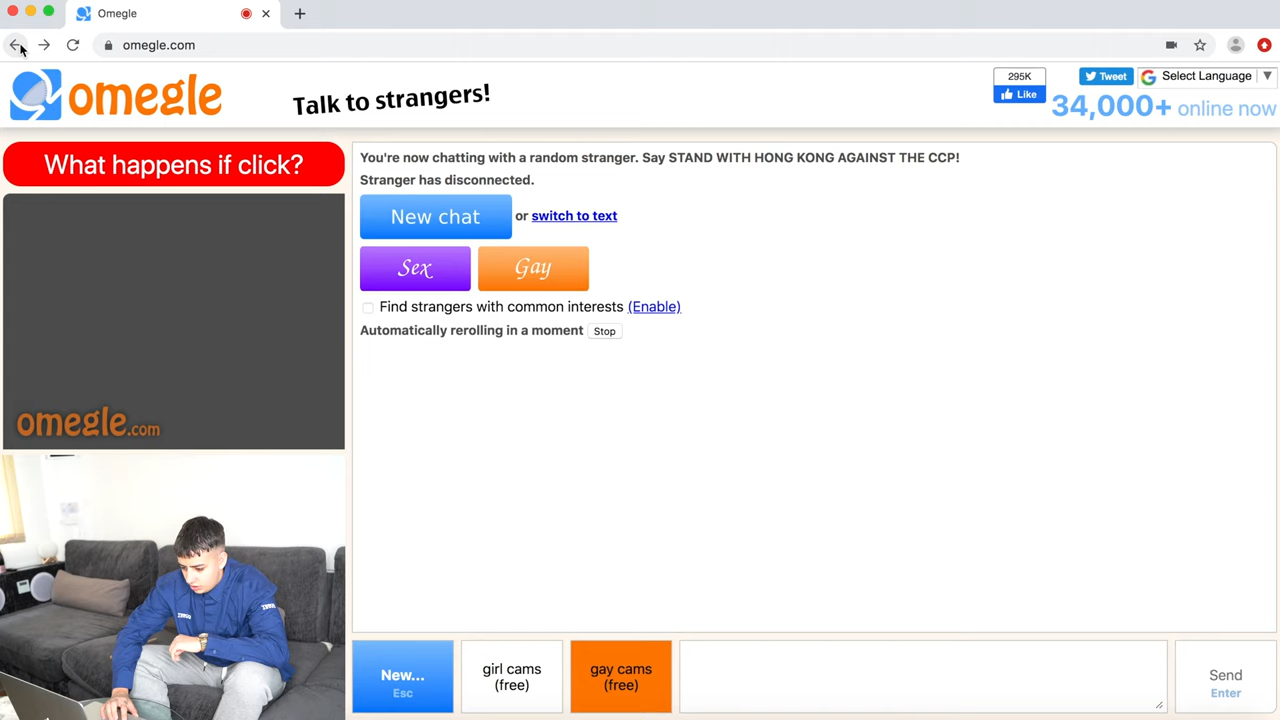 Omegle
omegle.com
omegle
Talk to strangers!
295K
Like
Tweet
Select Language
34,000+ online now
What happens if click?
You're now chatting with a random stranger. Say STAND WITH HONG KONG AGAINST THE CCP!
Stranger has disconnected.
New chat or switch to text
Sex Gay
Find strangers with common interests (Enable)
Automatically rerolling in a moment Stop
omegle.com
New...
Esc
girl cams
(free)
gay cams
(free)
Send
Enter